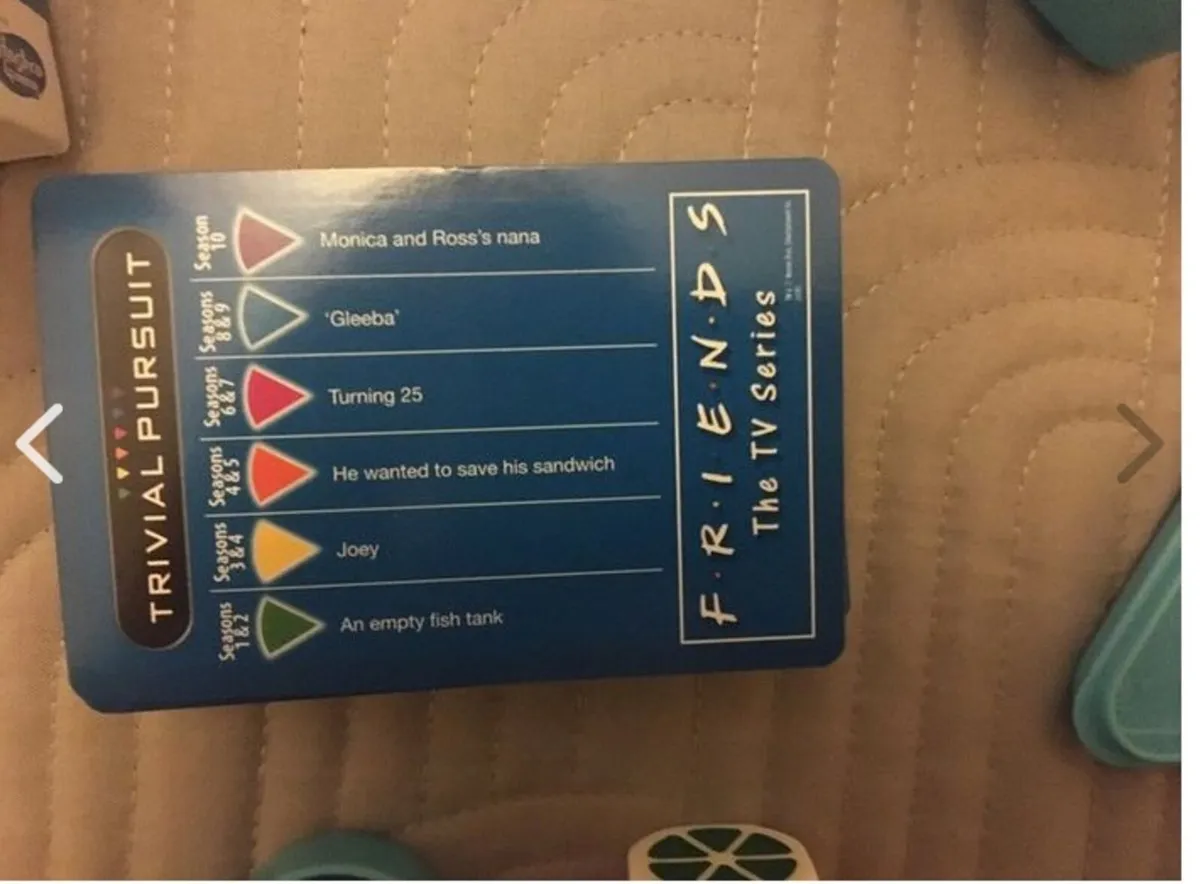 TRIVIAL PURSUIT
Season
10
Monica and Ross's nana
Seasons
8 & 9
'Gleeba'
Seasons
6 & 7
Turning 25
Seasons
4 & 5
He wanted to save his sandwich
Seasons
3 & 4
Joey
Seasons
1 & 2
An empty fish tank
F·R·I·E·N·D·S
The TV Series